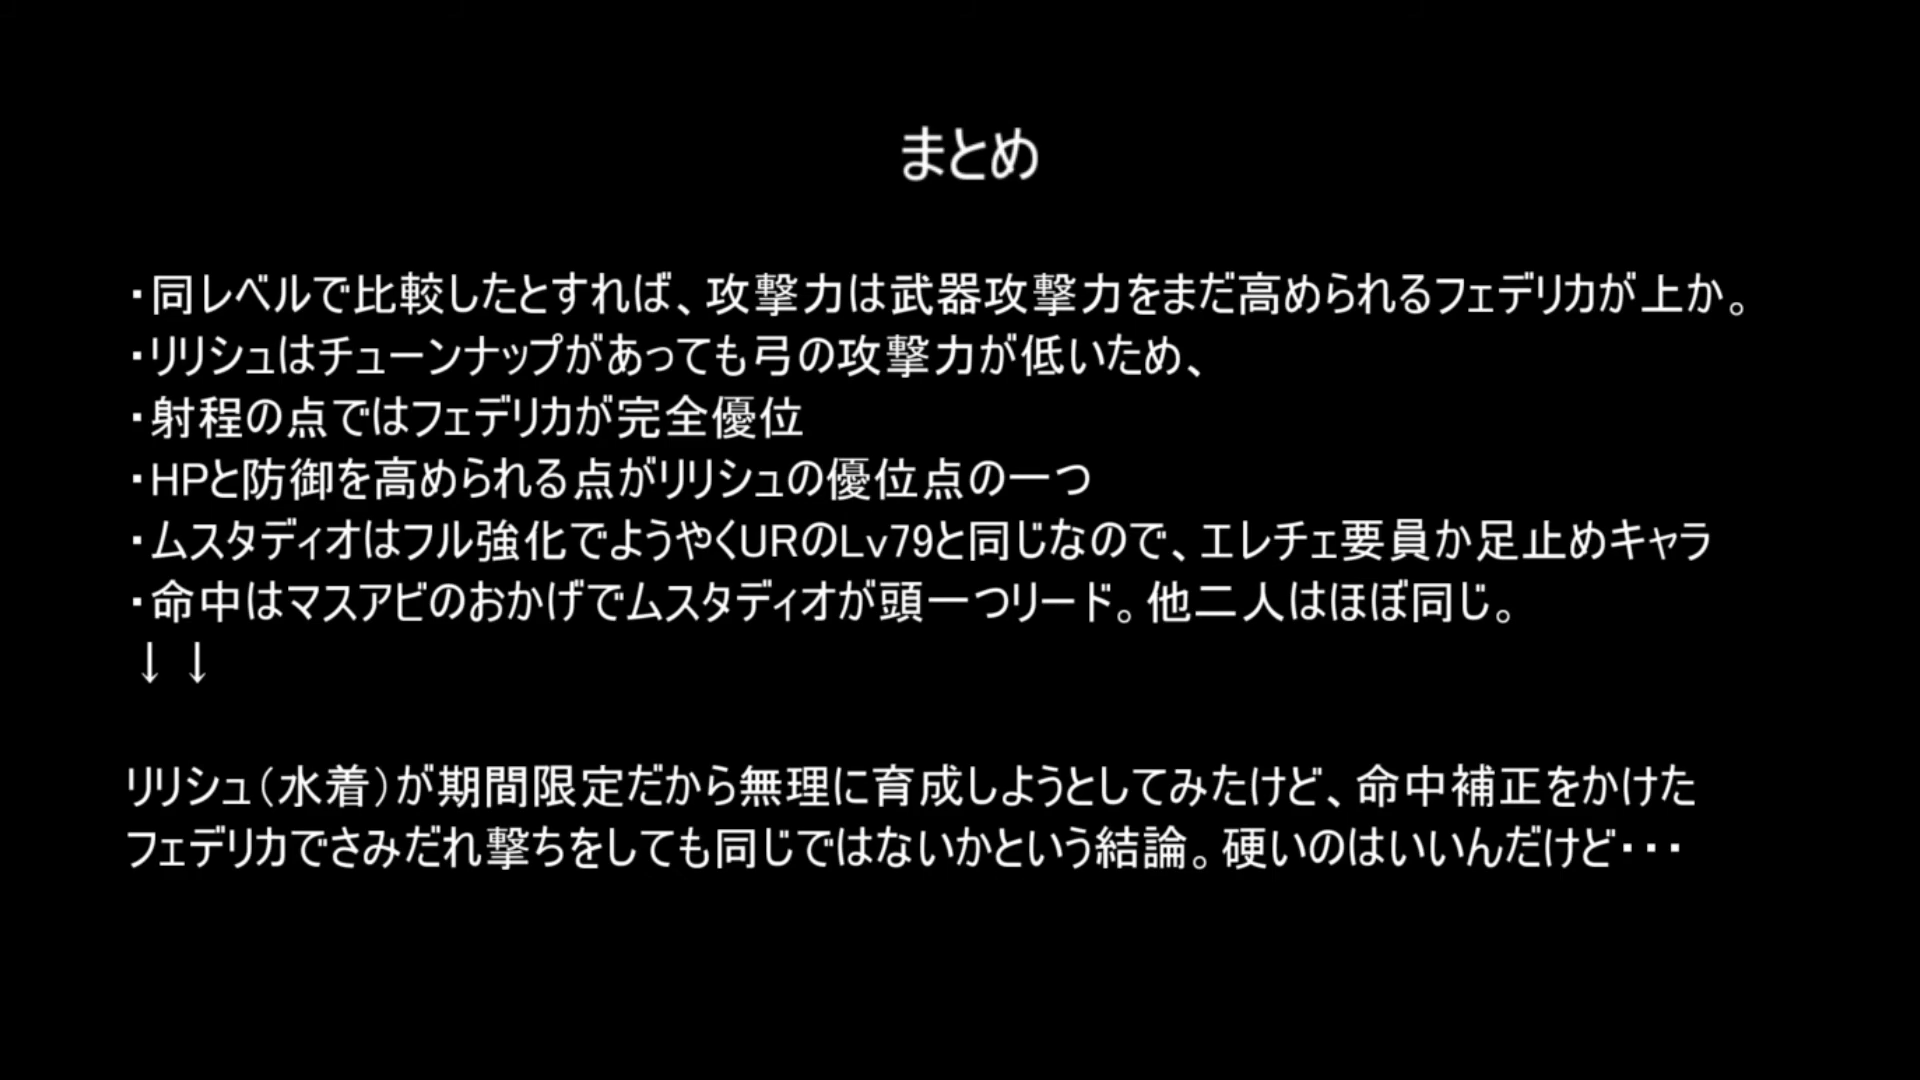 まとめ
・同レベルで比較したとすれば、攻撃力は武器攻撃力をまだ高められるフェデリカが上か。
・リリシュはチューンナップがあっても弓の攻撃力が低いため、
・射程の点ではフェデリカが完全優位
・HPと防御を高められる点がリリシュの優位点の一つ
・ムスタディオはフル強化でようやくURのLv79と同じなので、エレチェ要員か足止めキャラ
・命中はマスアビのおかげでムスタディオが頭一つリード。他二人はほぼ同じ。
↓ ↓
リリシュ（水着）が期間限定だから無理に育成しようとしてみたけど、命中補正をかけた
フェデリカでさみだれ撃ちをしても同じではないかという結論。硬いのはいいんだけど・・・